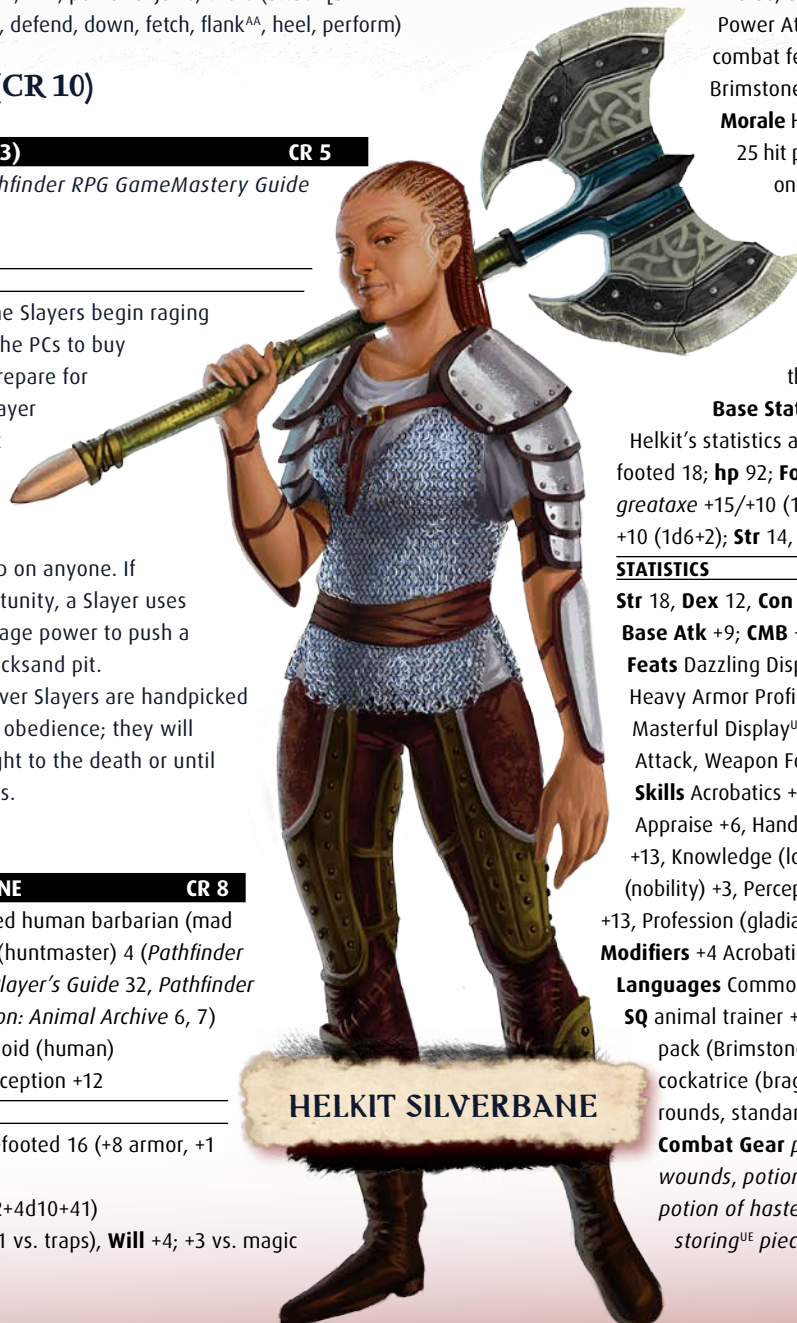 , defend, down, fetch, flankᴬᴬ, heel, perform)
(CR 10)
3) CR 5
hfinder RPG GameMastery Guide
he Slayers begin raging
the PCs to buy
repare for
ayer
p on anyone. If
tunity, a Slayer uses
age power to push a
cksand pit.
ver Slayers are handpicked
obedience; they will
ght to the death or until
s.
NE CR 8
ed human barbarian (mad
(huntmaster) 4 (Pathfinder
layer's Guide 32, Pathfinder
on: Animal Archive 6, 7)
oid (human)
ception +12
footed 16 (+8 armor, +1
2+4d10+41)
1 vs. traps), Will +4; +3 vs. magic
HELKIT SILVERBANE
Power At
combat fe
Brimstone
Morale H
25 hit p
on
th
Base Stat
Helkit's statistics a
footed 18; hp 92; Fo
greataxe +15/+10 (1
+10 (1d6+2); Str 14,
STATISTICS
Str 18, Dex 12, Con
Base Atk +9; CMB +
Feats Dazzling Disp
Heavy Armor Profi
Masterful Displayᵁ
Attack, Weapon Fo
Skills Acrobatics +
Appraise +6, Hand
+13, Knowledge (lo
(nobility) +3, Percep
+13, Profession (gladia
Modifiers +4 Acrobati
Languages Commo
SQ animal trainer +
pack (Brimstone
cockatrice (brag
rounds, standar
Combat Gear p
wounds, potion
potion of haste
storingᵁᴱ piec